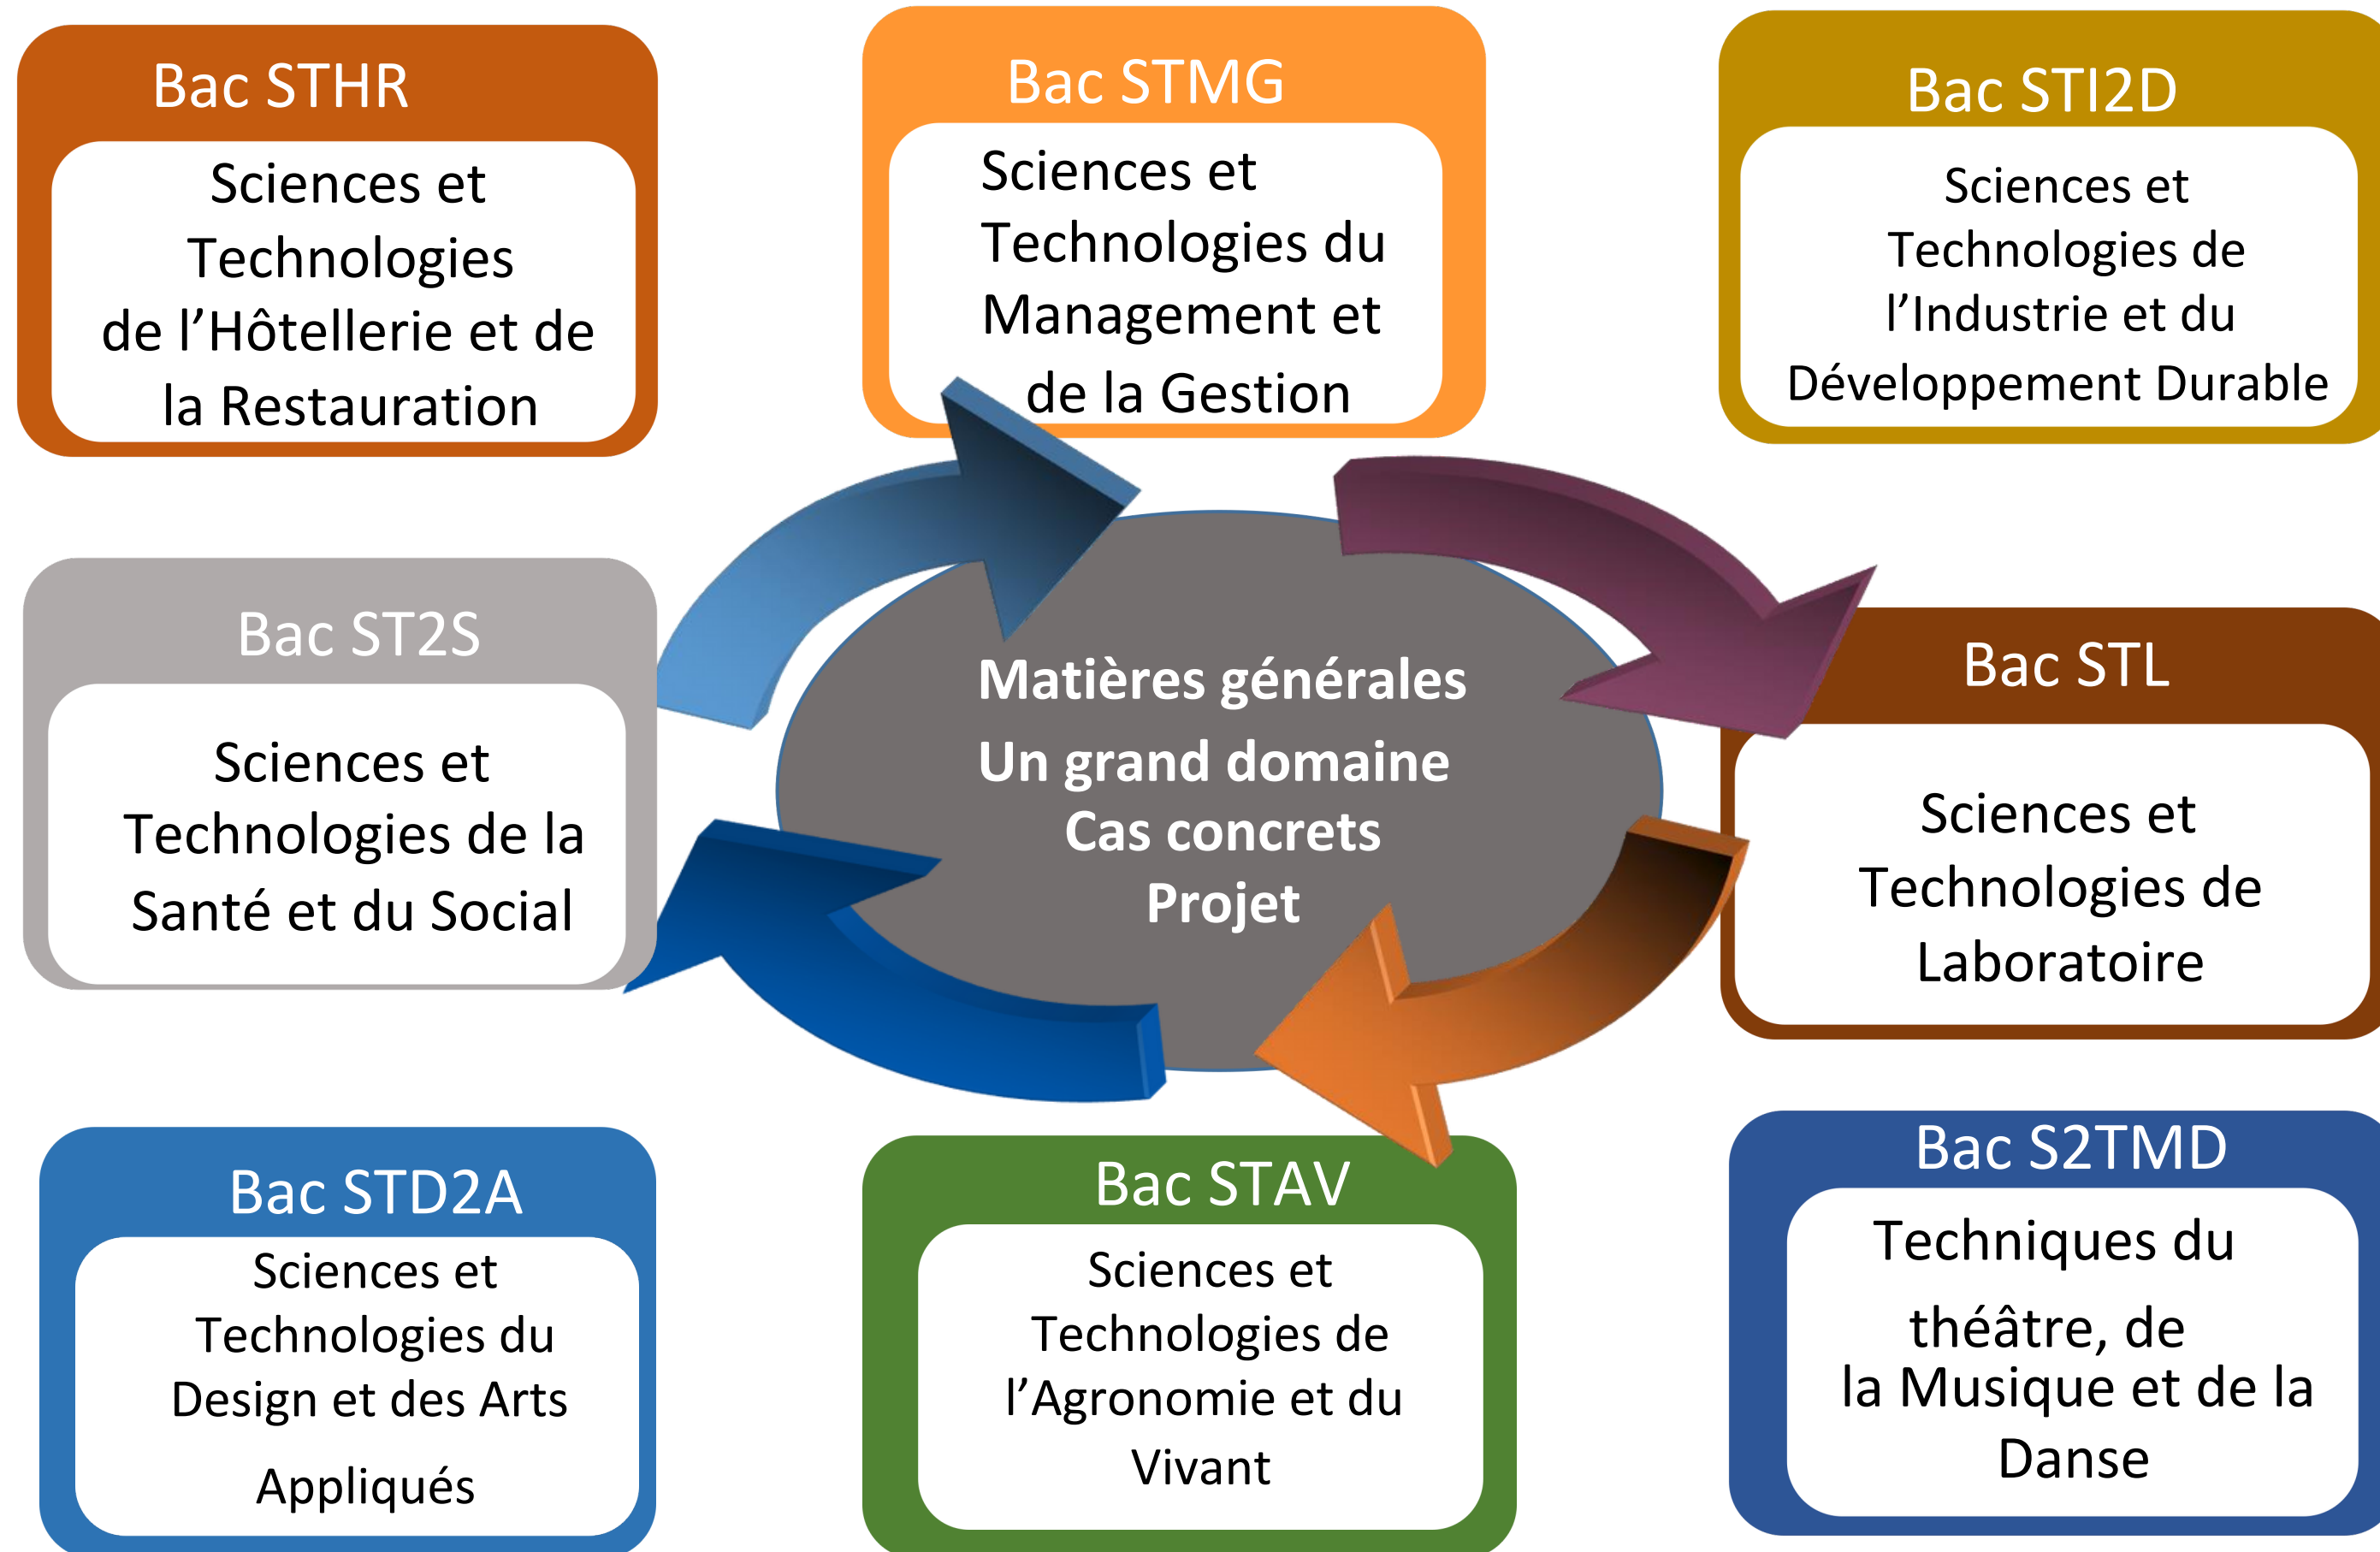 Bac STHR
Sciences et
Technologies
de l’Hôtellerie et de
la Restauration
Bac STMG
Sciences et
Technologies du
Management et
de la Gestion
Bac STI2D
Sciences et
Technologies de
l’Industrie et du
Développement Durable
Bac ST2S
Sciences et
Technologies de la
Santé et du Social
Matières générales
Un grand domaine
Cas concrets
Projet
Bac STL
Sciences et
Technologies de
Laboratoire
Bac STD2A
Sciences et
Technologies du
Design et des Arts
Appliqués
Bac STAV
Sciences et
Technologies de
l’Agronomie et du
Vivant
Bac S2TMD
Techniques du
théâtre, de
la Musique et de la
Danse